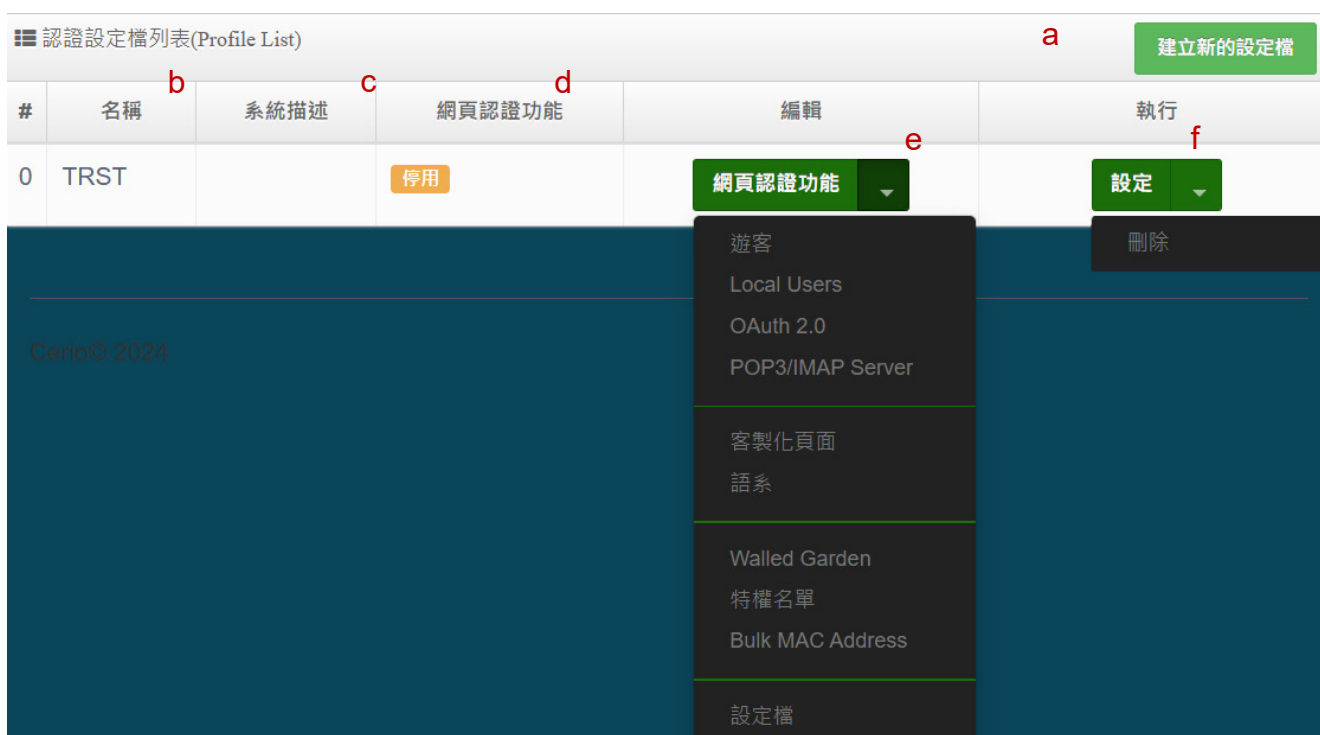 認證設定檔列表(Profile List) a 建立新的設定檔
b c d
# 名稱 系統描述 網頁認證功能 編輯 執行
e f
0 TRST 停用 網頁認證功能 設定
遊客 刪除
Local Users
OAuth 2.0
Cerio© 2024
POP3/IMAP Server
客製化頁面
語系
Walled Garden
特權名單
Bulk MAC Address
設定檔